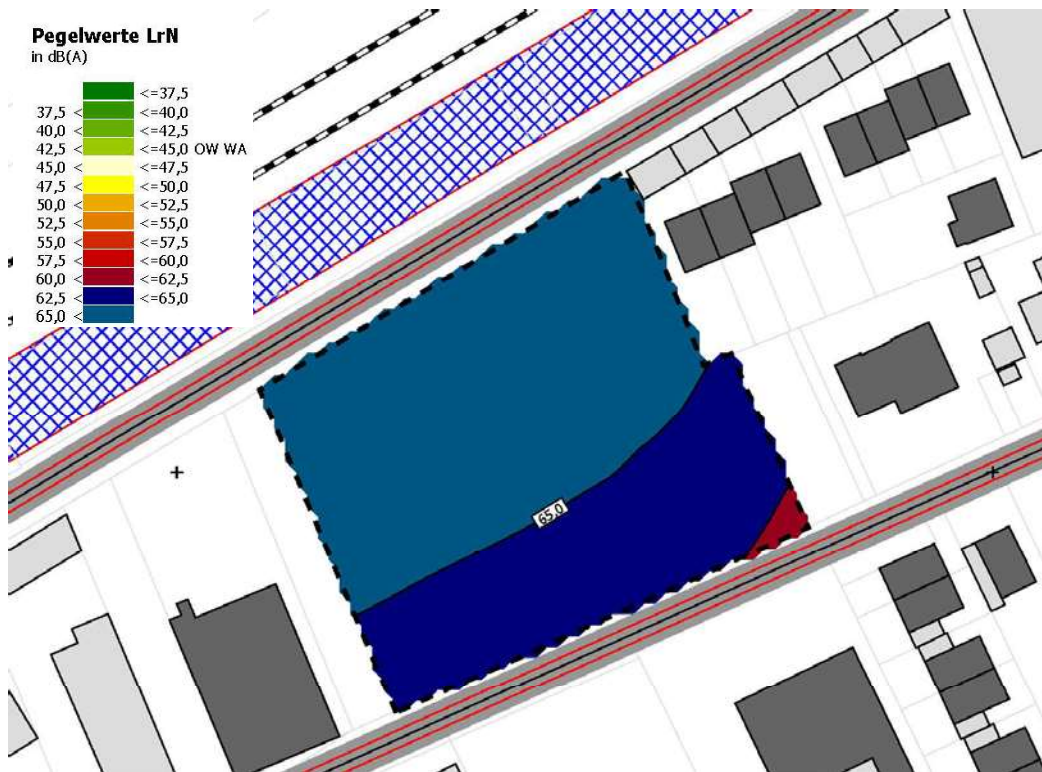 Pegelwerte LrN
in dB(A)
<=37,5
37,5 < <=40,0
40,0 < <=42,5
42,5 < <=45,0 OW WA
45,0 < <=47,5
47,5 < <=50,0
50,0 < <=52,5
52,5 < <=55,0
55,0 < <=57,5
57,5 < <=60,0
60,0 < <=62,5
62,5 < <=65,0
65,0 <
65,0